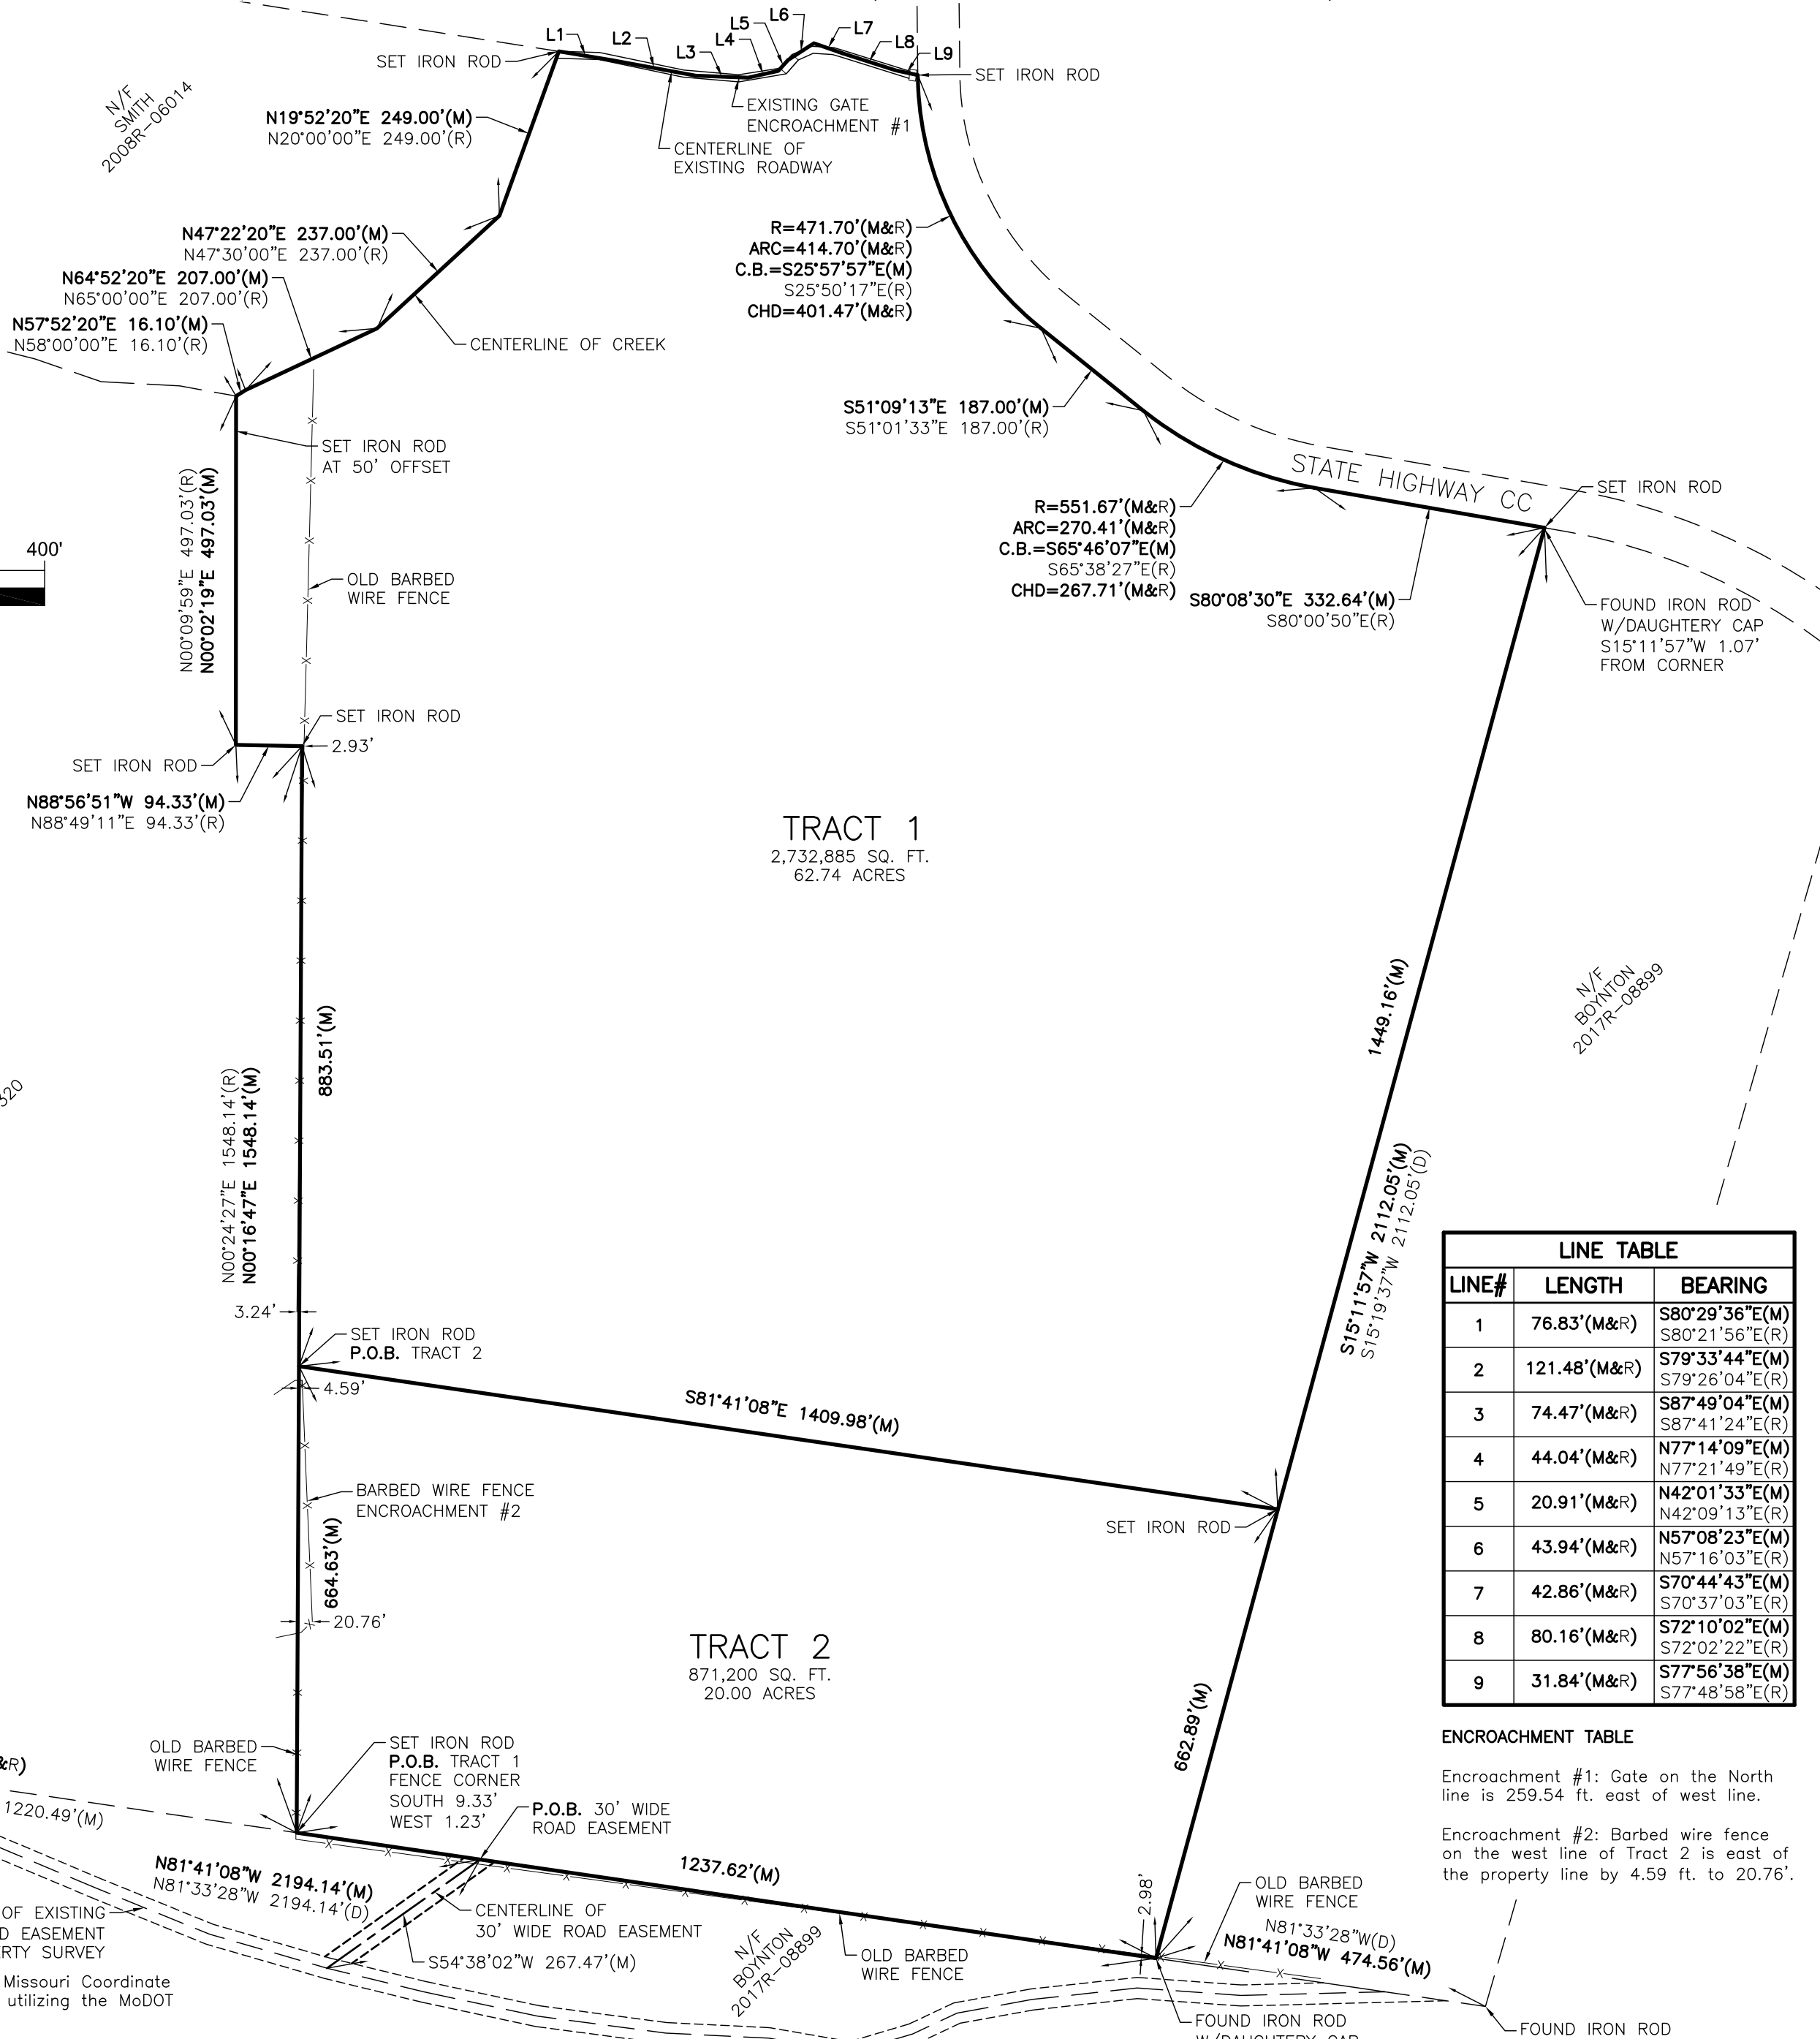 L1
L2
L3
L4
L5
L6
L7
L8
L9
SET IRON ROD
SET IRON ROD
N/F
SMITH
2008R-06014
EXISTING GATE
ENCROACHMENT #1
CENTERLINE OF
EXISTING ROADWAY
N19°52'20"E 249.00'(M)
N20°00'00"E 249.00'(R)
N47°22'20"E 237.00'(M)
N47°30'00"E 237.00'(R)
N64°52'20"E 207.00'(M)
N65°00'00"E 207.00'(R)
N57°52'20"E 16.10'(M)
N58°00'00"E 16.10'(R)
CENTERLINE OF CREEK
R=471.70'(M&R)
ARC=414.70'(M&R)
C.B.=S25°57'57"E(M)
S25°50'17"E(R)
CHD=401.47'(M&R)
S51°09'13"E 187.00'(M)
S51°01'33"E 187.00'(R)
R=551.67'(M&R)
ARC=270.41'(M&R)
C.B.=S65°46'07"E(M)
S65°38'27"E(R)
CHD=267.71'(M&R)
S80°08'30"E 332.64'(M)
S80°00'50"E(R)
STATE HIGHWAY CC
SET IRON ROD
FOUND IRON ROD
W/DAUGHTERY CAP
S15°11'57"W 1.07'
FROM CORNER
SET IRON ROD
AT 50' OFFSET
N00°09'59"E 497.03'(R)
N00°02'19"E 497.03'(M)
400'
OLD BARBED
WIRE FENCE
SET IRON ROD
2.93'
SET IRON ROD
N88°56'51"W 94.33'(M)
N88°49'11"E 94.33'(R)
TRACT 1
2,732,885 SQ. FT.
62.74 ACRES
N/F
BOYNTON
2017R-08899
320
883.51'(M)
N00°24'27"E 1548.14'(R)
N00°16'47"E 1548.14'(M)
1449.16'(M)
S15°11'57"W 2112.05'(M)
S15°19'37"W 2112.05'(D)
3.24'
SET IRON ROD
P.O.B. TRACT 2
4.59'
S81°41'08"E 1409.98'(M)
BARBED WIRE FENCE
ENCROACHMENT #2
664.63'(M)
20.76'
SET IRON ROD
TRACT 2
871,200 SQ. FT.
20.00 ACRES
662.89'(M)
LINE TABLE
LINE# LENGTH BEARING
1 76.83'(M&R) S80°29'36"E(M)
S80°21'56"E(R)
2 121.48'(M&R) S79°33'44"E(M)
S79°26'04"E(R)
3 74.47'(M&R) S87°49'04"E(M)
S87°41'24"E(R)
4 44.04'(M&R) N77°14'09"E(M)
N77°21'49"E(R)
5 20.91'(M&R) N42°01'33"E(M)
N42°09'13"E(R)
6 43.94'(M&R) N57°08'23"E(M)
N57°16'03"E(R)
7 42.86'(M&R) S70°44'43"E(M)
S70°37'03"E(R)
8 80.16'(M&R) S72°10'02"E(M)
S72°02'22"E(R)
9 31.84'(M&R) S77°56'38"E(M)
S77°48'58"E(R)
ENCROACHMENT TABLE
Encroachment #1: Gate on the North
line is 259.54 ft. east of west line.
Encroachment #2: Barbed wire fence
on the west line of Tract 2 is east of
the property line by 4.59 ft. to 20.76'.
OLD BARBED
WIRE FENCE
SET IRON ROD
P.O.B. TRACT 1
FENCE CORNER
SOUTH 9.33'
WEST 1.23'
P.O.B. 30' WIDE
ROAD EASEMENT
&R)
1220.49'(M)
N81°41'08"W 2194.14'(M)
N81°33'28"W 2194.14'(D)
1237.62'(M)
CENTERLINE OF
30' WIDE ROAD EASEMENT
S54°38'02"W 267.47'(M)
OF EXISTING
D EASEMENT
ERTY SURVEY
Missouri Coordinate
utilizing the MoDOT
N/F
BOYNTON
2017R-08899
OLD BARBED
WIRE FENCE
2.98'
OLD BARBED
WIRE FENCE
N81°33'28"W(D)
N81°41'08"W 474.56'(M)
FOUND IRON ROD
W/DAUGHTERY CAP
FOUND IRON ROD